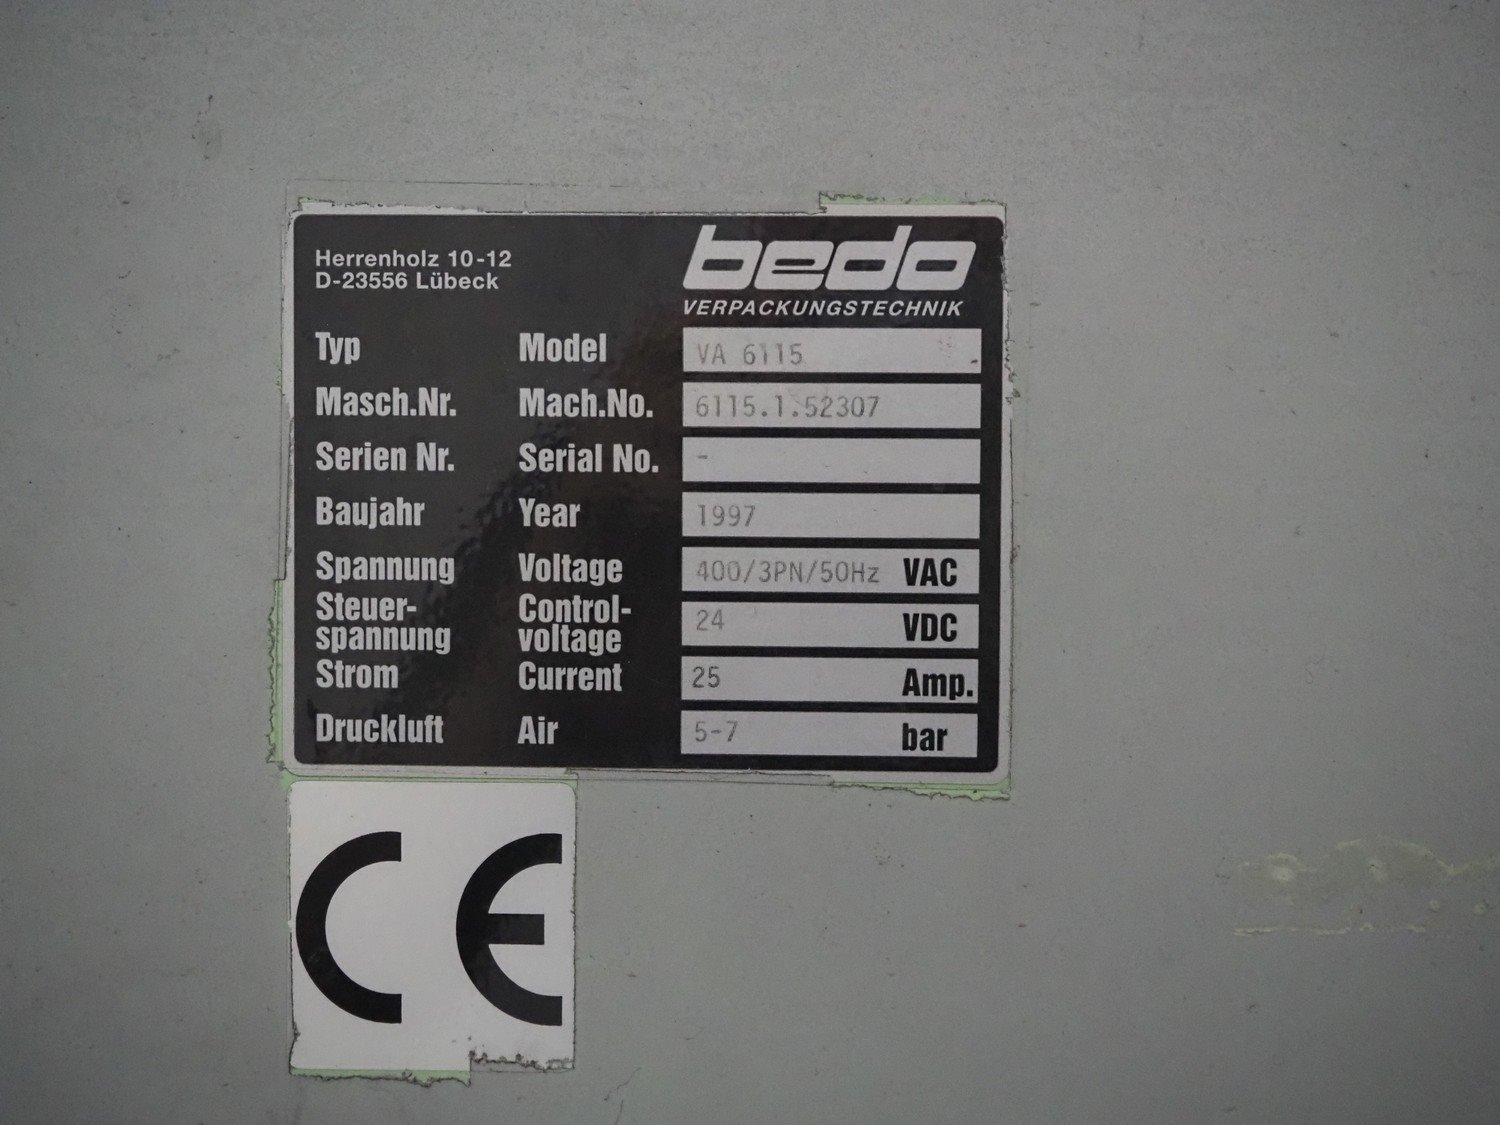 Herrenholz 10-12
D-23556 Lübeck
bedo
VERPACKUNGSTECHNIK
Typ Model VA 6115
Masch.Nr. Mach.No. 6115.1.52307
Serien Nr. Serial No. -
Baujahr Year 1997
Spannung Voltage 400/3PN/50Hz VAC
Steuer- Control-
spannung voltage 24 VDC
Strom Current 25 Amp.
Druckluft Air 5-7 bar
CE